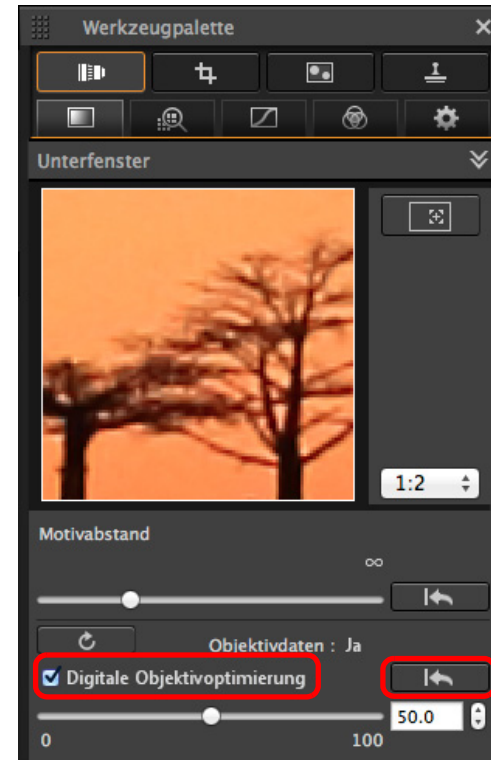 Werkzeugpalette
Unterfenster
1:2
Motivabstand
∞
Objektivdaten : Ja
Digitale Objektivoptimierung
50.0
0 100